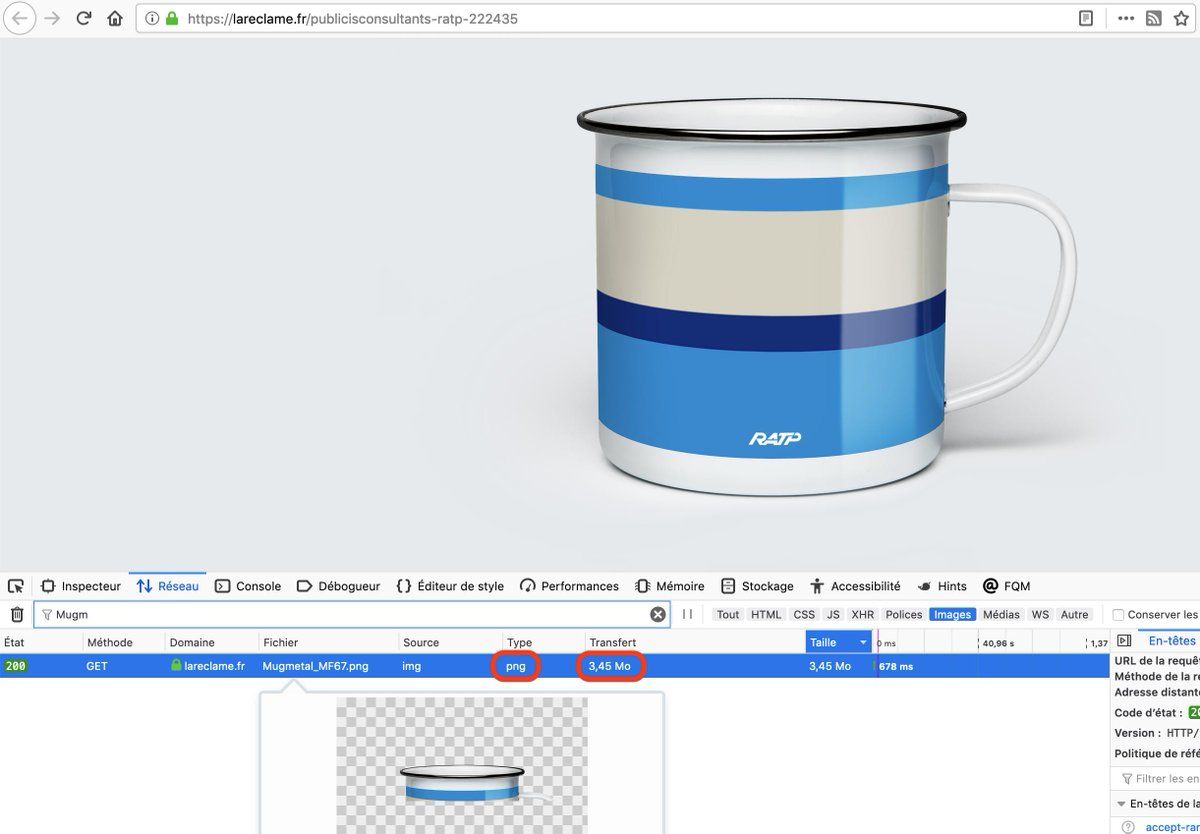 https://lareclame.fr/publicisconsultants-ratp-222435
RATP
Inspecteur Réseau Console Débogueur Éditeur de style Performances Mémoire Stockage Accessibilité Hints FQM
Mugm
Tout HTML CSS JS XHR Polices Images Médias WS Autre Conserver les
État Méthode Domaine Fichier Source Type Transfert Taille 0 ms 40,96 s 1,37 En-têtes
200 GET lareclame.fr Mugmetal_MF67.png img png 3,45 Mo 3,45 Mo 678 ms
URL de la requê
Méthode de la re
Adresse distant
Code d'état : 20
Version : HTTP/
Politique de réfé
Filtrer les en
En-têtes de la
accept-ran